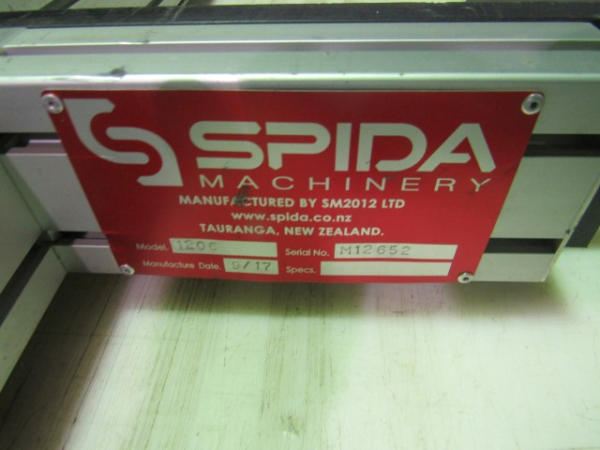 SPIDA
MACHINERY
MANUFACTURED BY SM2012 LTD
www.spida.co.nz
TAURANGA, NEW ZEALAND.
Model. Serial No. M12652
Manufacture Date. 9/17 Specs.